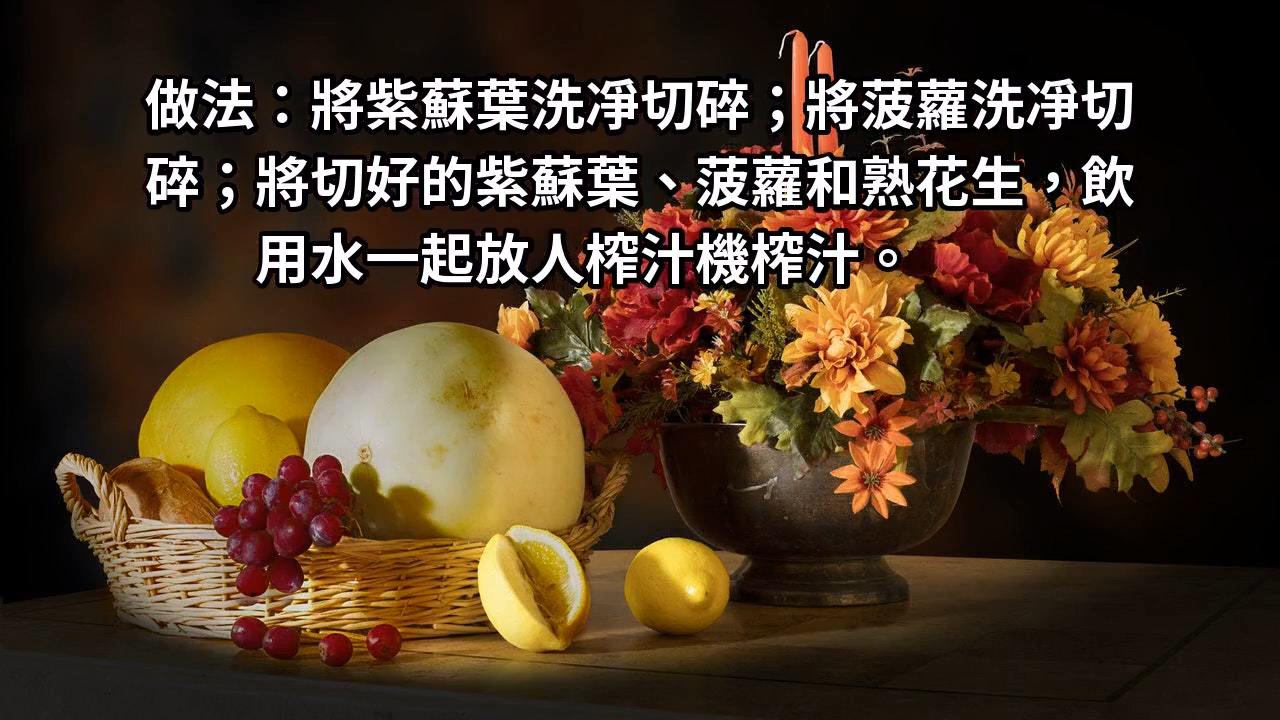 做法：將紫蘇葉洗凈切碎；將菠蘿洗凈切
碎；將切好的紫蘇葉、菠蘿和熟花生，飲
用水一起放人榨汁機榨汁。